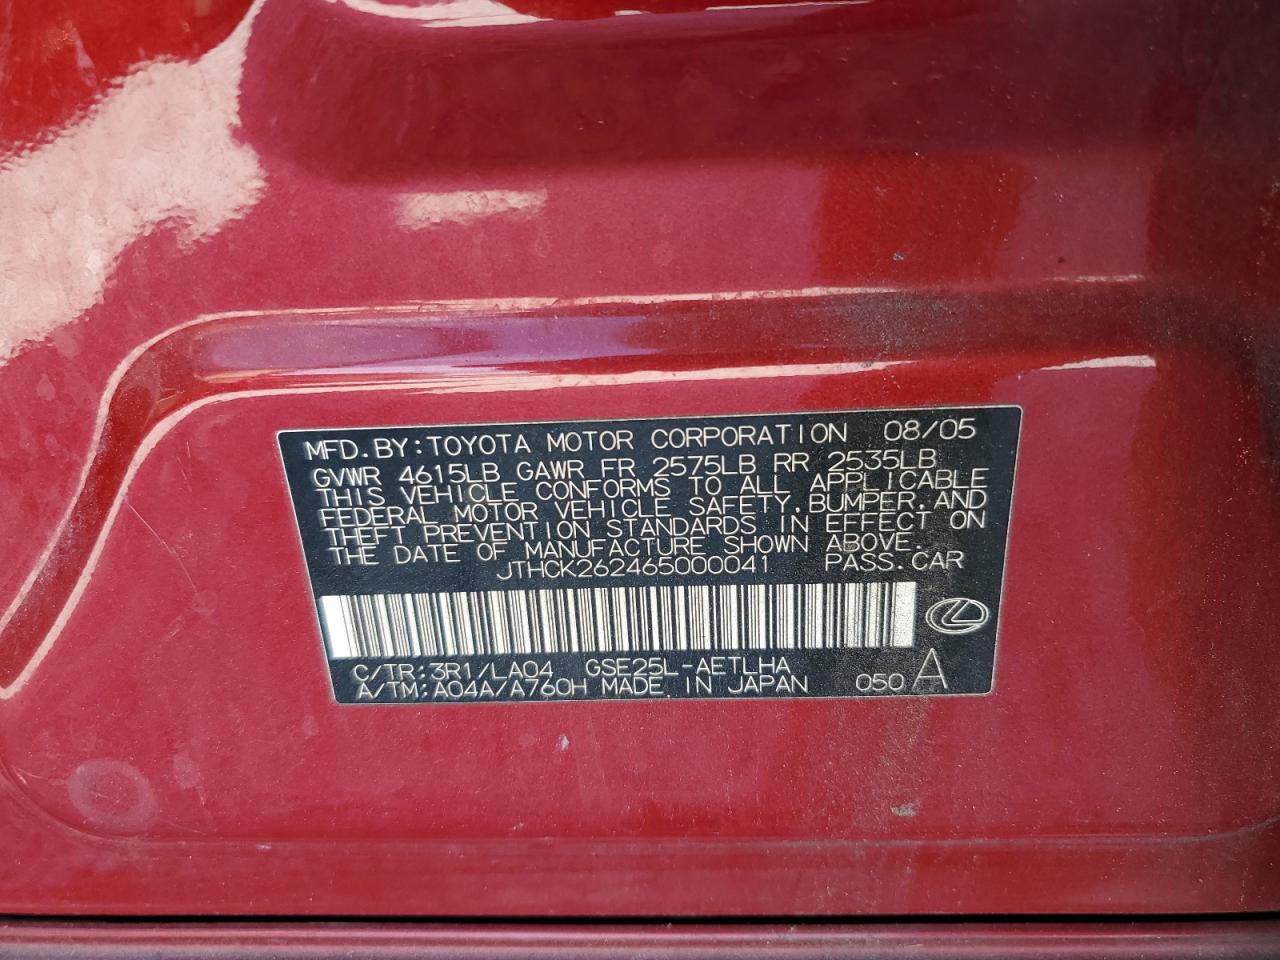 MFD.BY:TOYOTA MOTOR CORPORATION 08/05
GVWR 4615LB GAWR FR 2575LB RR 2535LB
THIS VEHICLE CONFORMS TO ALL APPLICABLE
FEDERAL MOTOR VEHICLE SAFETY,BUMPER,AND
THEFT PREVENTION STANDARDS IN EFFECT ON
THE DATE OF MANUFACTURE SHOWN ABOVE.
JTHCK262465000041 PASS.CAR
C/TR:3R1/LA04 GSE25L-AETLHA
A/TM:A04A/A760H MADE IN JAPAN 050 A